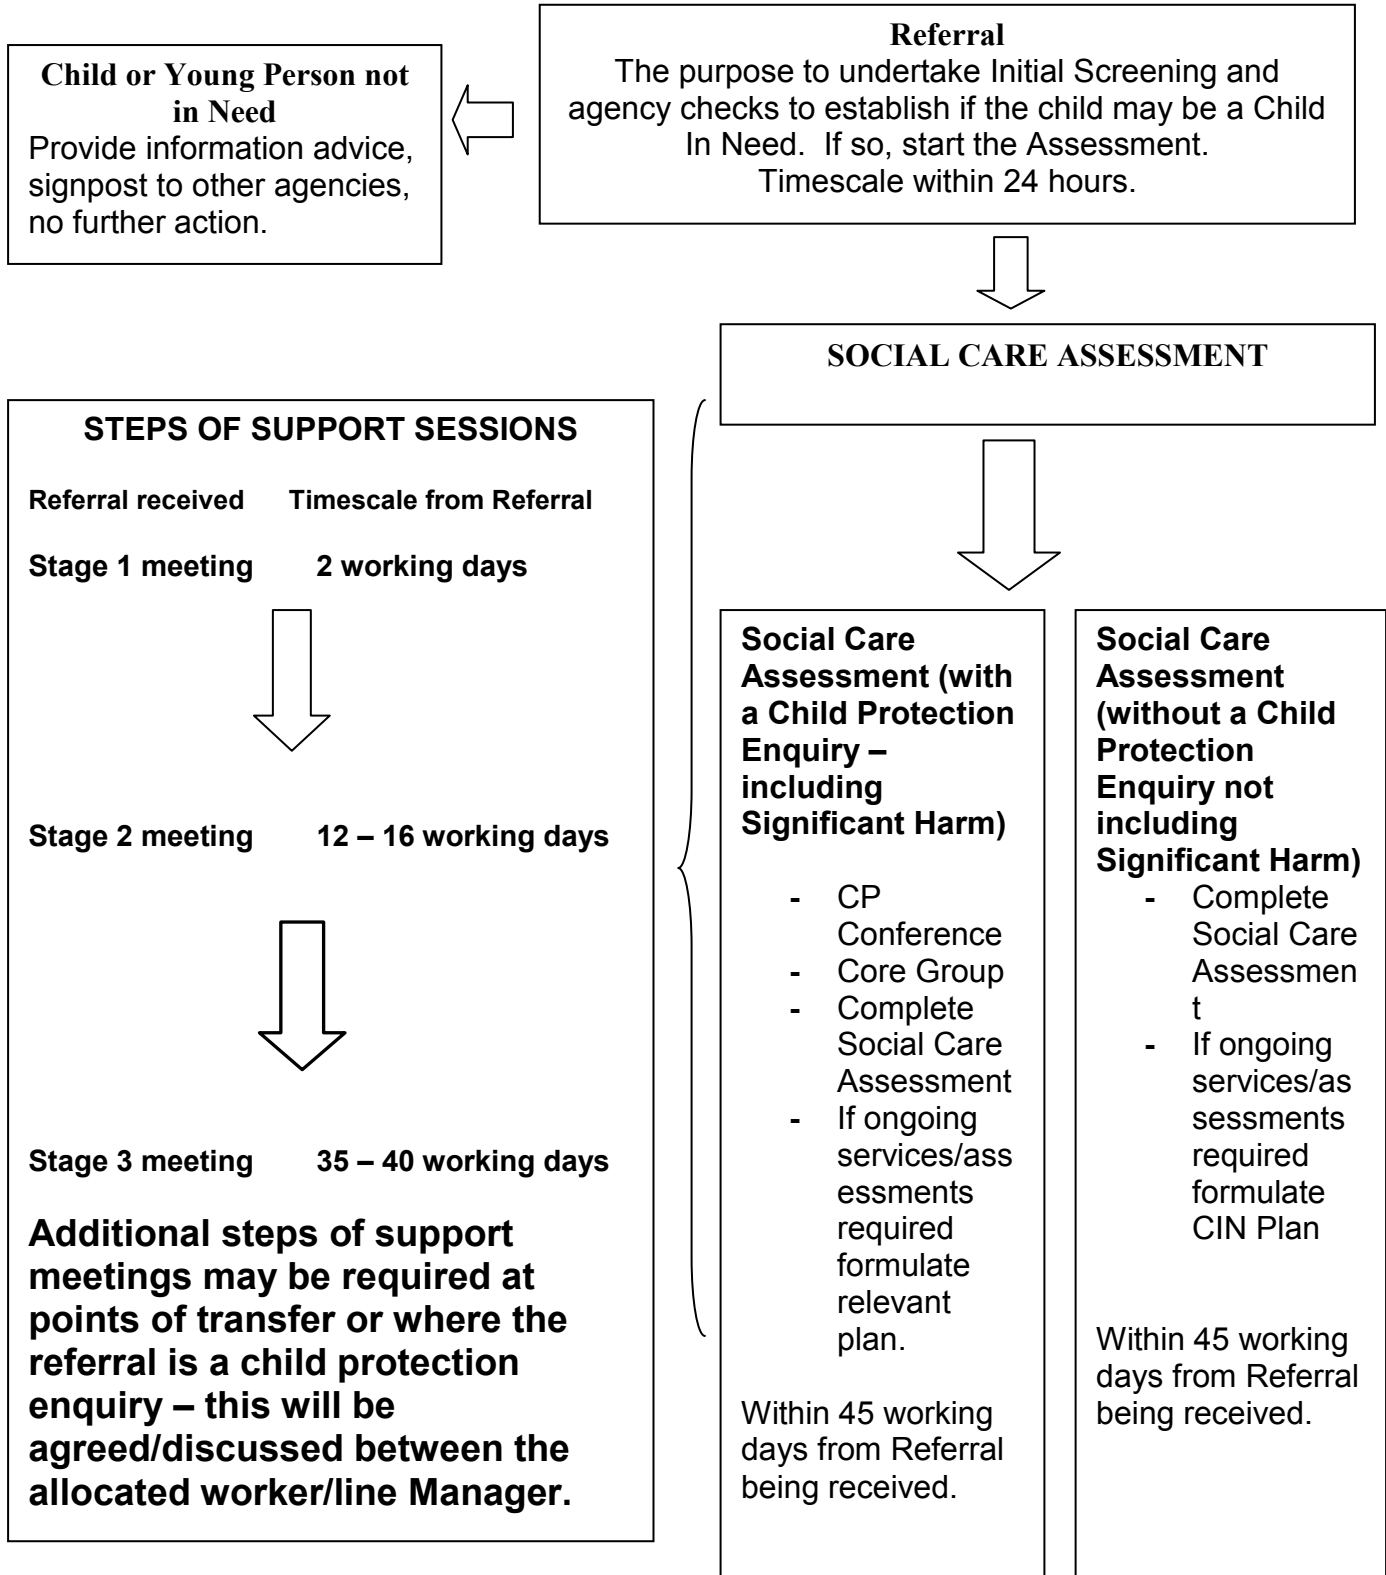 Referral
The purpose to undertake Initial Screening and
agency checks to establish if the child may be a Child
In Need.  If so, start the Assessment.
Timescale within 24 hours.
Child or Young Person not
in Need
Provide information advice,
signpost to other agencies,
no further action.
SOCIAL CARE ASSESSMENT
STEPS OF SUPPORT SESSIONS
Referral received    Timescale from Referral
Stage 1 meeting    2 working days
Stage 2 meeting    12 – 16 working days
Stage 3 meeting    35 – 40 working days
Additional steps of support
meetings may be required at
points of transfer or where the
referral is a child protection
enquiry – this will be
agreed/discussed between the
allocated worker/line Manager.
Social Care
Assessment (with
a Child Protection
Enquiry –
including
Significant Harm)
- CP
Conference
- Core Group
- Complete
Social Care
Assessment
- If ongoing
services/ass
essments
required
formulate
relevant
plan.
Within 45 working
days from Referral
being received.
Social Care
Assessment
(without a Child
Protection
Enquiry not
including
Significant Harm)
- Complete
Social Care
Assessmen
t
- If ongoing
services/as
sessments
required
formulate
CIN Plan
Within 45 working
days from Referral
being received.